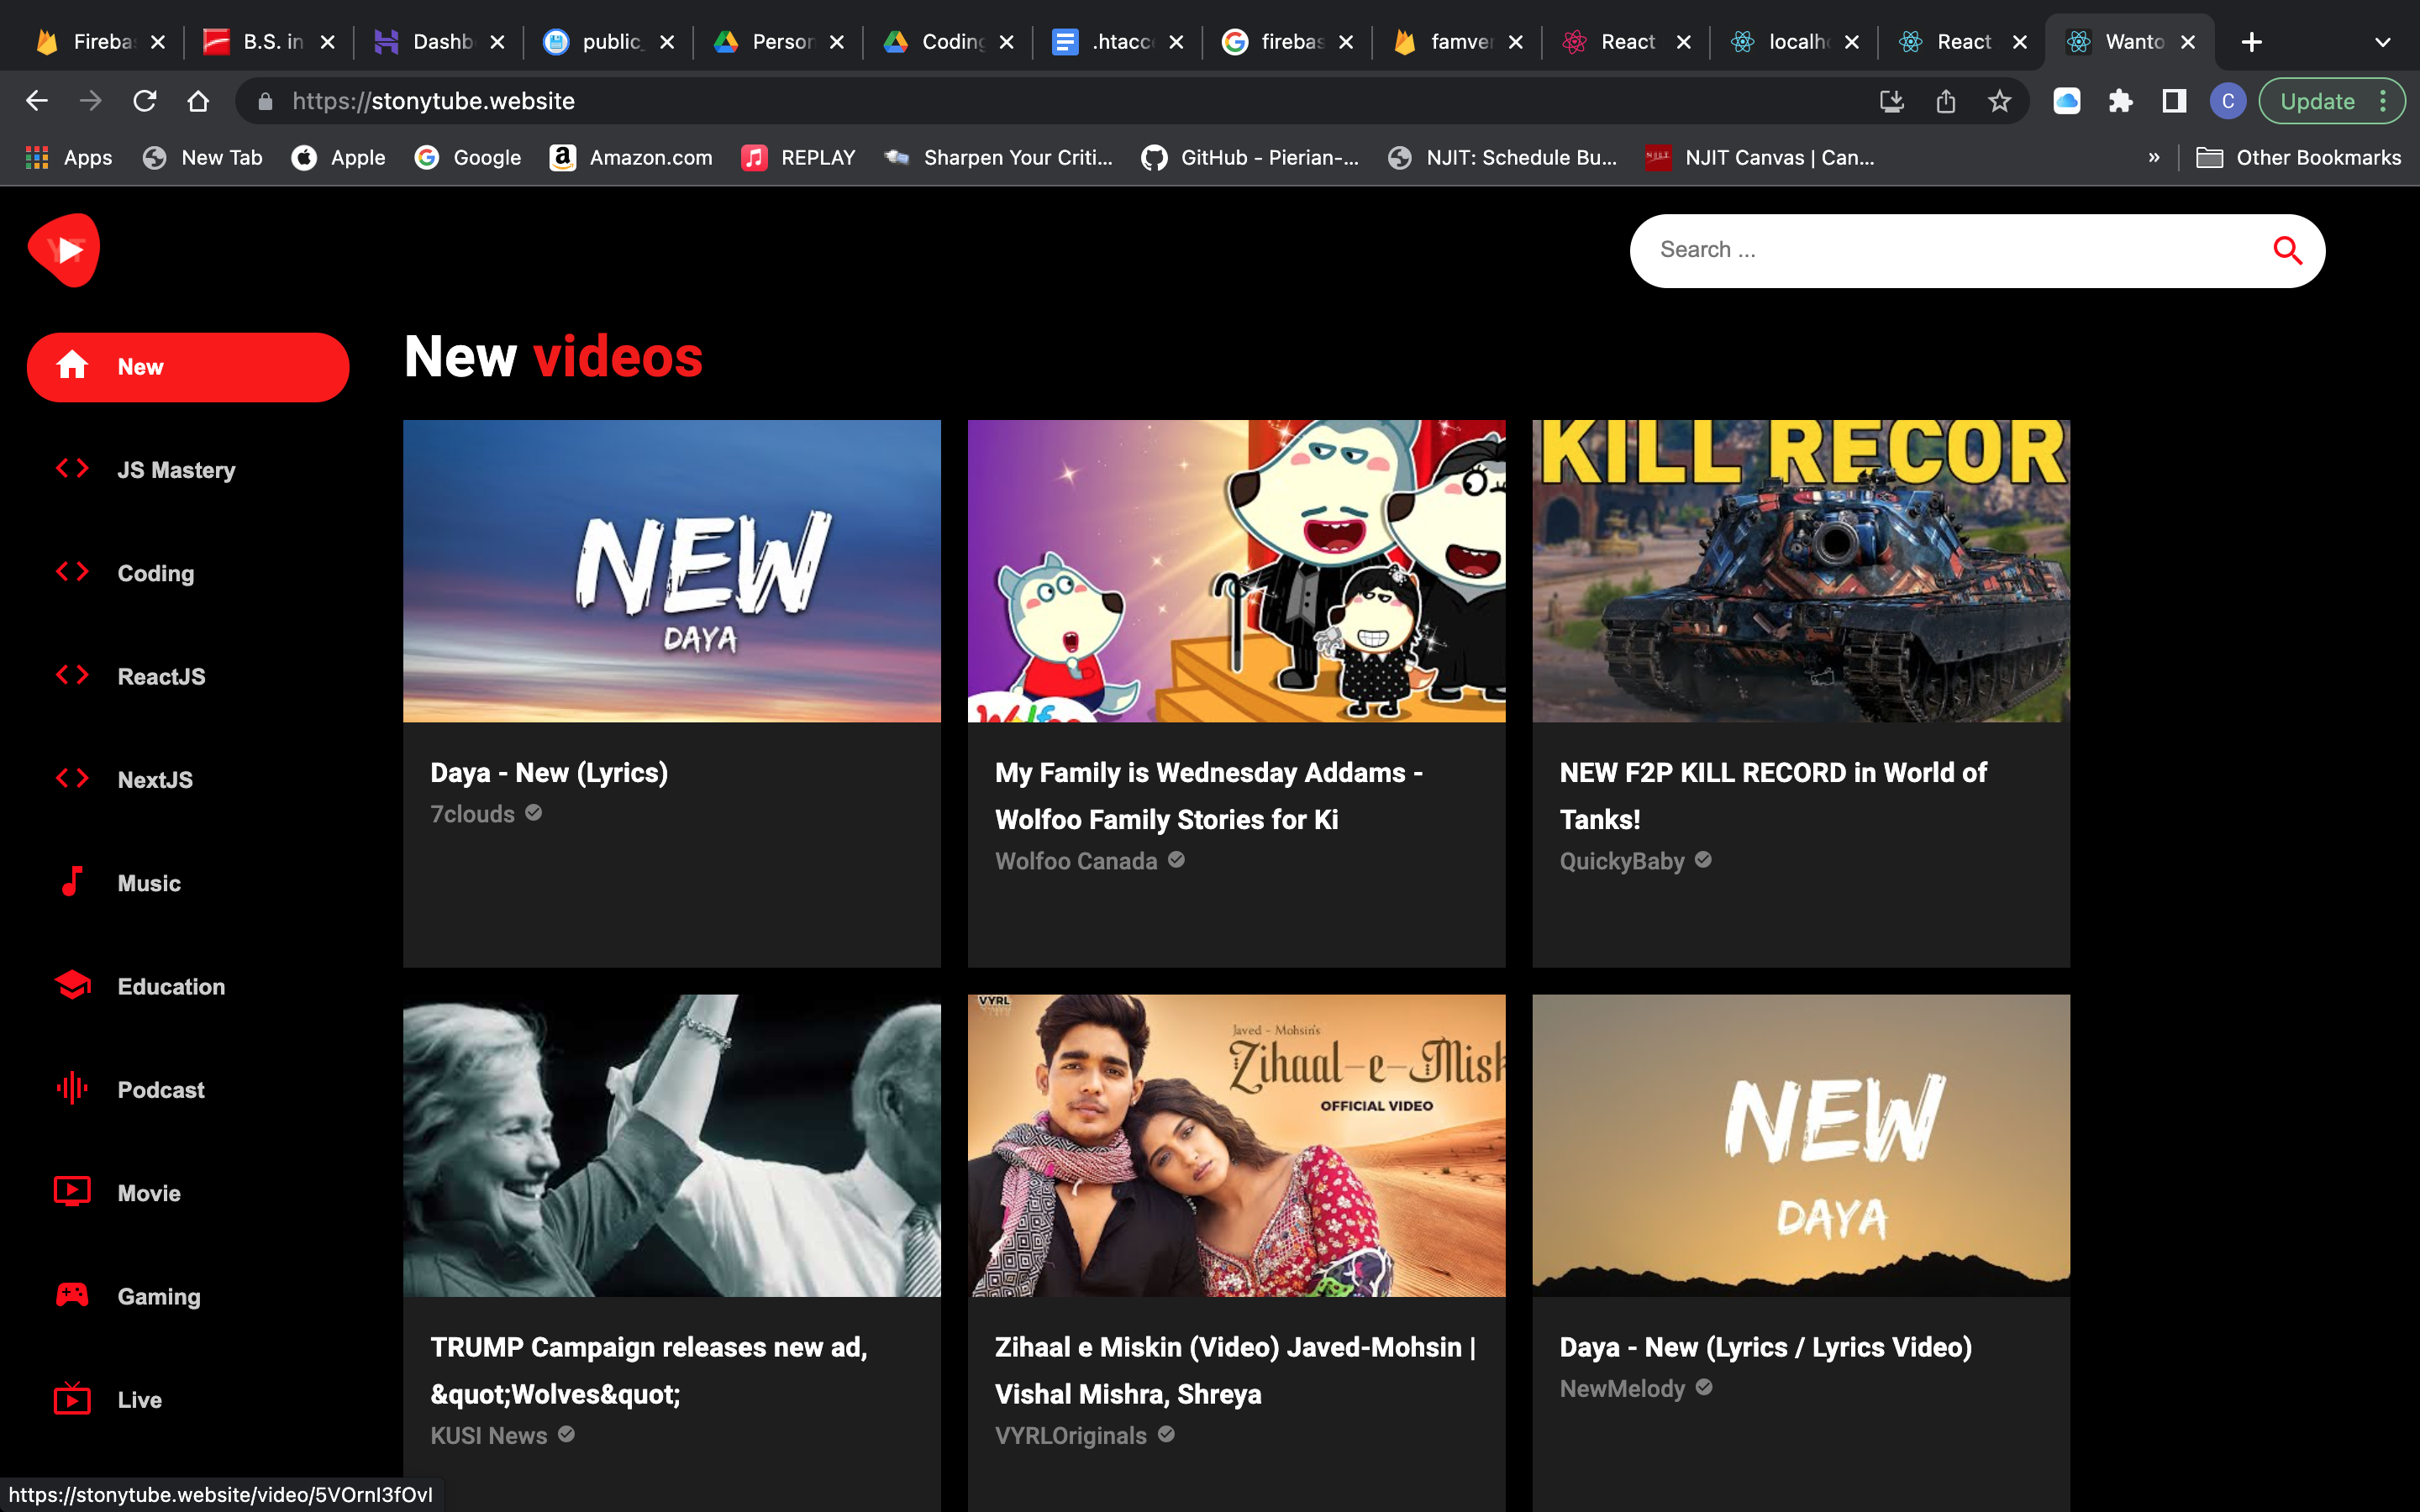 Fireba
B.S. in
Dashb
public_
Person
Coding
.htacce
firebas
famver
React
localho
React
Wanto
https://stonytube.website
C
Update
Apps
New Tab
Apple
Google
Amazon.com
REPLAY
Sharpen Your Criti...
GitHub - Pierian-...
NJIT: Schedule Bu...
NJIT Canvas | Can...
»
Other Bookmarks
YT
Search ...
New
JS Mastery
Coding
ReactJS
NextJS
Music
Education
Podcast
Movie
Gaming
Live
New videos
NEW
DAYA
Daya - New (Lyrics)
7clouds
Wolfoo
My Family is Wednesday Addams -
Wolfoo Family Stories for Ki
Wolfoo Canada
KILL RECOR
NEW F2P KILL RECORD in World of
Tanks!
QuickyBaby
TRUMP Campaign releases new ad,
&quot;Wolves&quot;
KUSI News
VYRL
Javed - Mohsin's
Zihaal-e-Misk
OFFICIAL VIDEO
Zihaal e Miskin (Video) Javed-Mohsin |
Vishal Mishra, Shreya
VYRLOriginals
NEW
DAYA
Daya - New (Lyrics / Lyrics Video)
NewMelody
https://stonytube.website/video/5VOrnl3fOvI